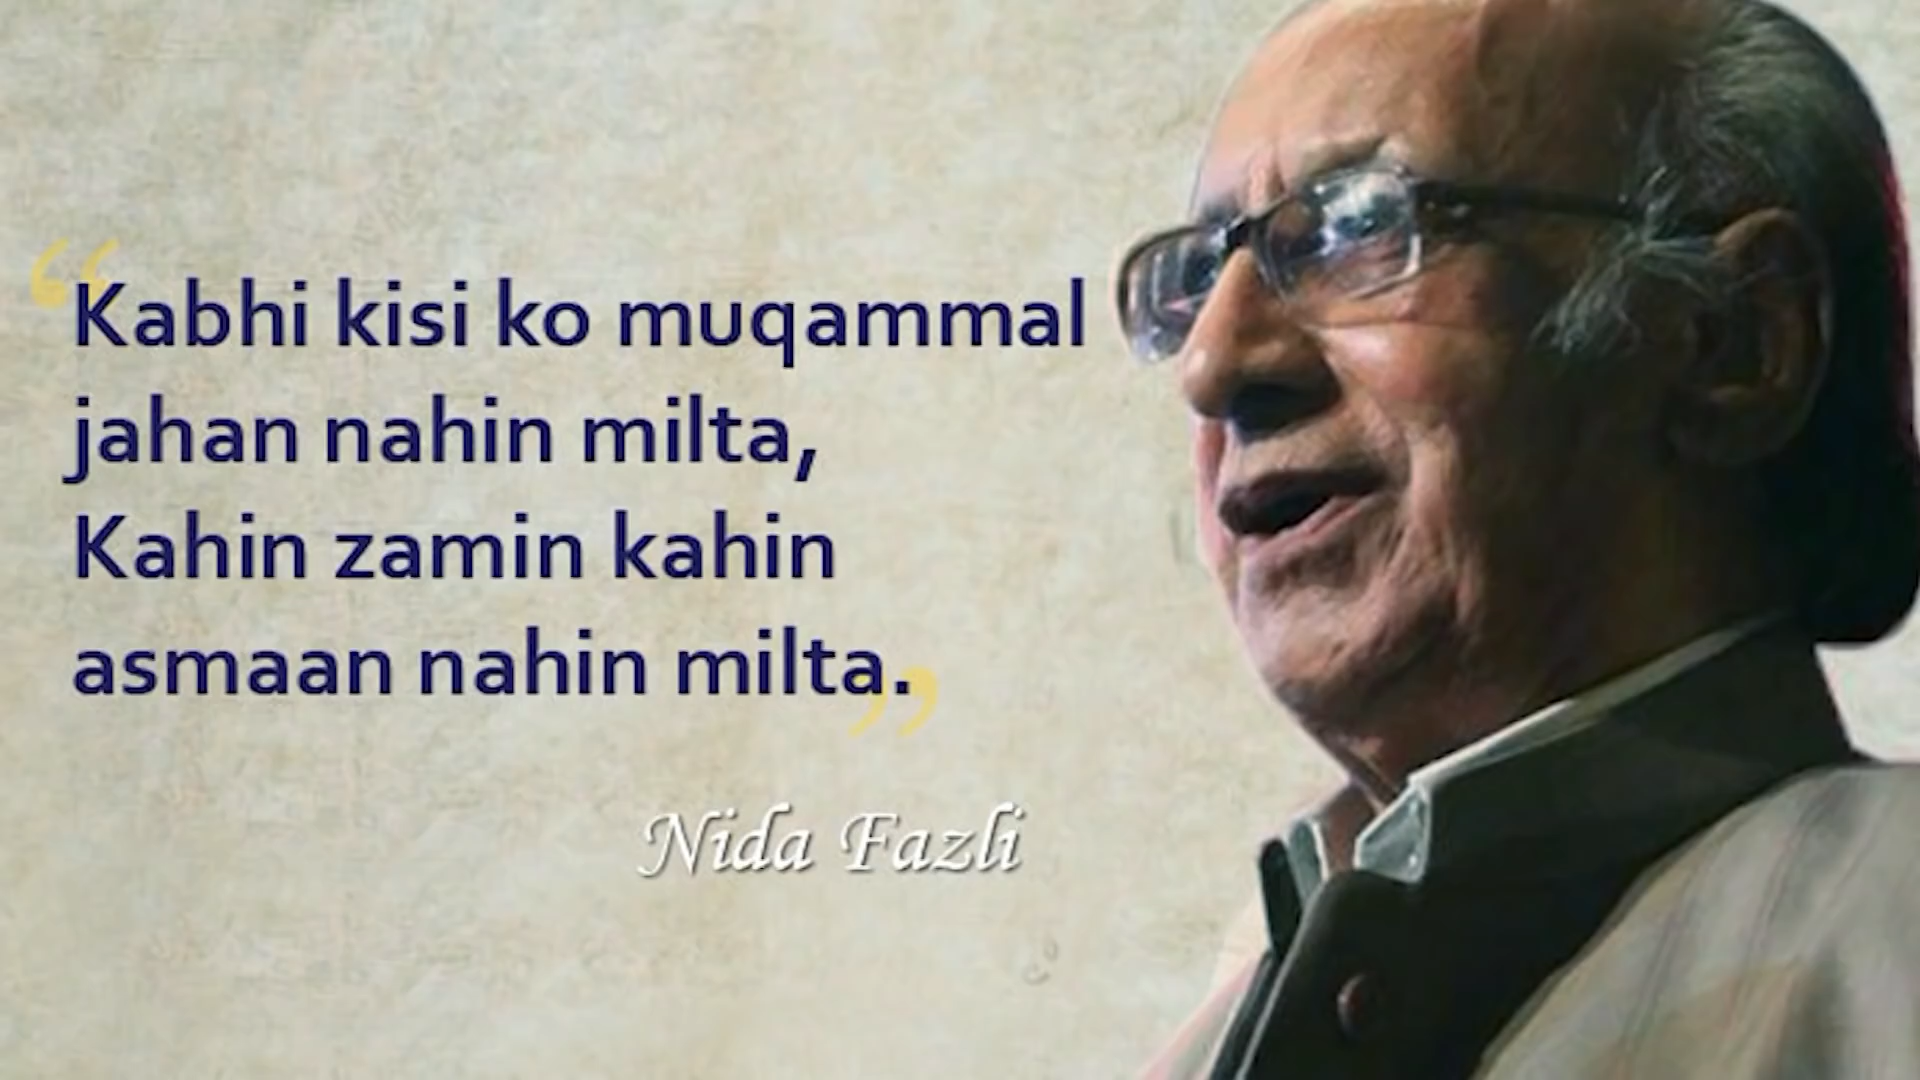 “Kabhi kisi ko muqammal
jahan nahin milta,
Kahin zamin kahin
asmaan nahin milta.”
Nida Fazli